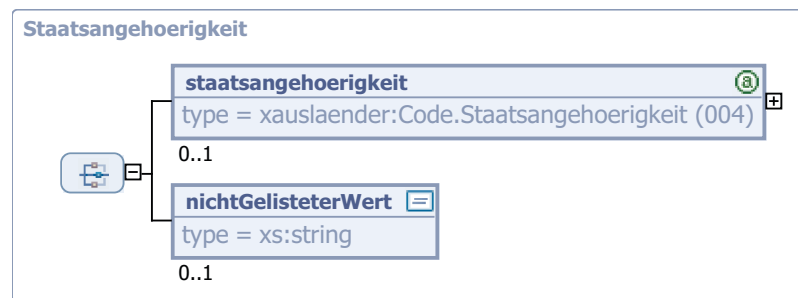 Staatsangehoerigkeit
staatsangehoerigkeit
type = xauslaender:Code.Staatsangehoerigkeit (004)
0..1
nichtGelisteterWert
type = xs:string
0..1